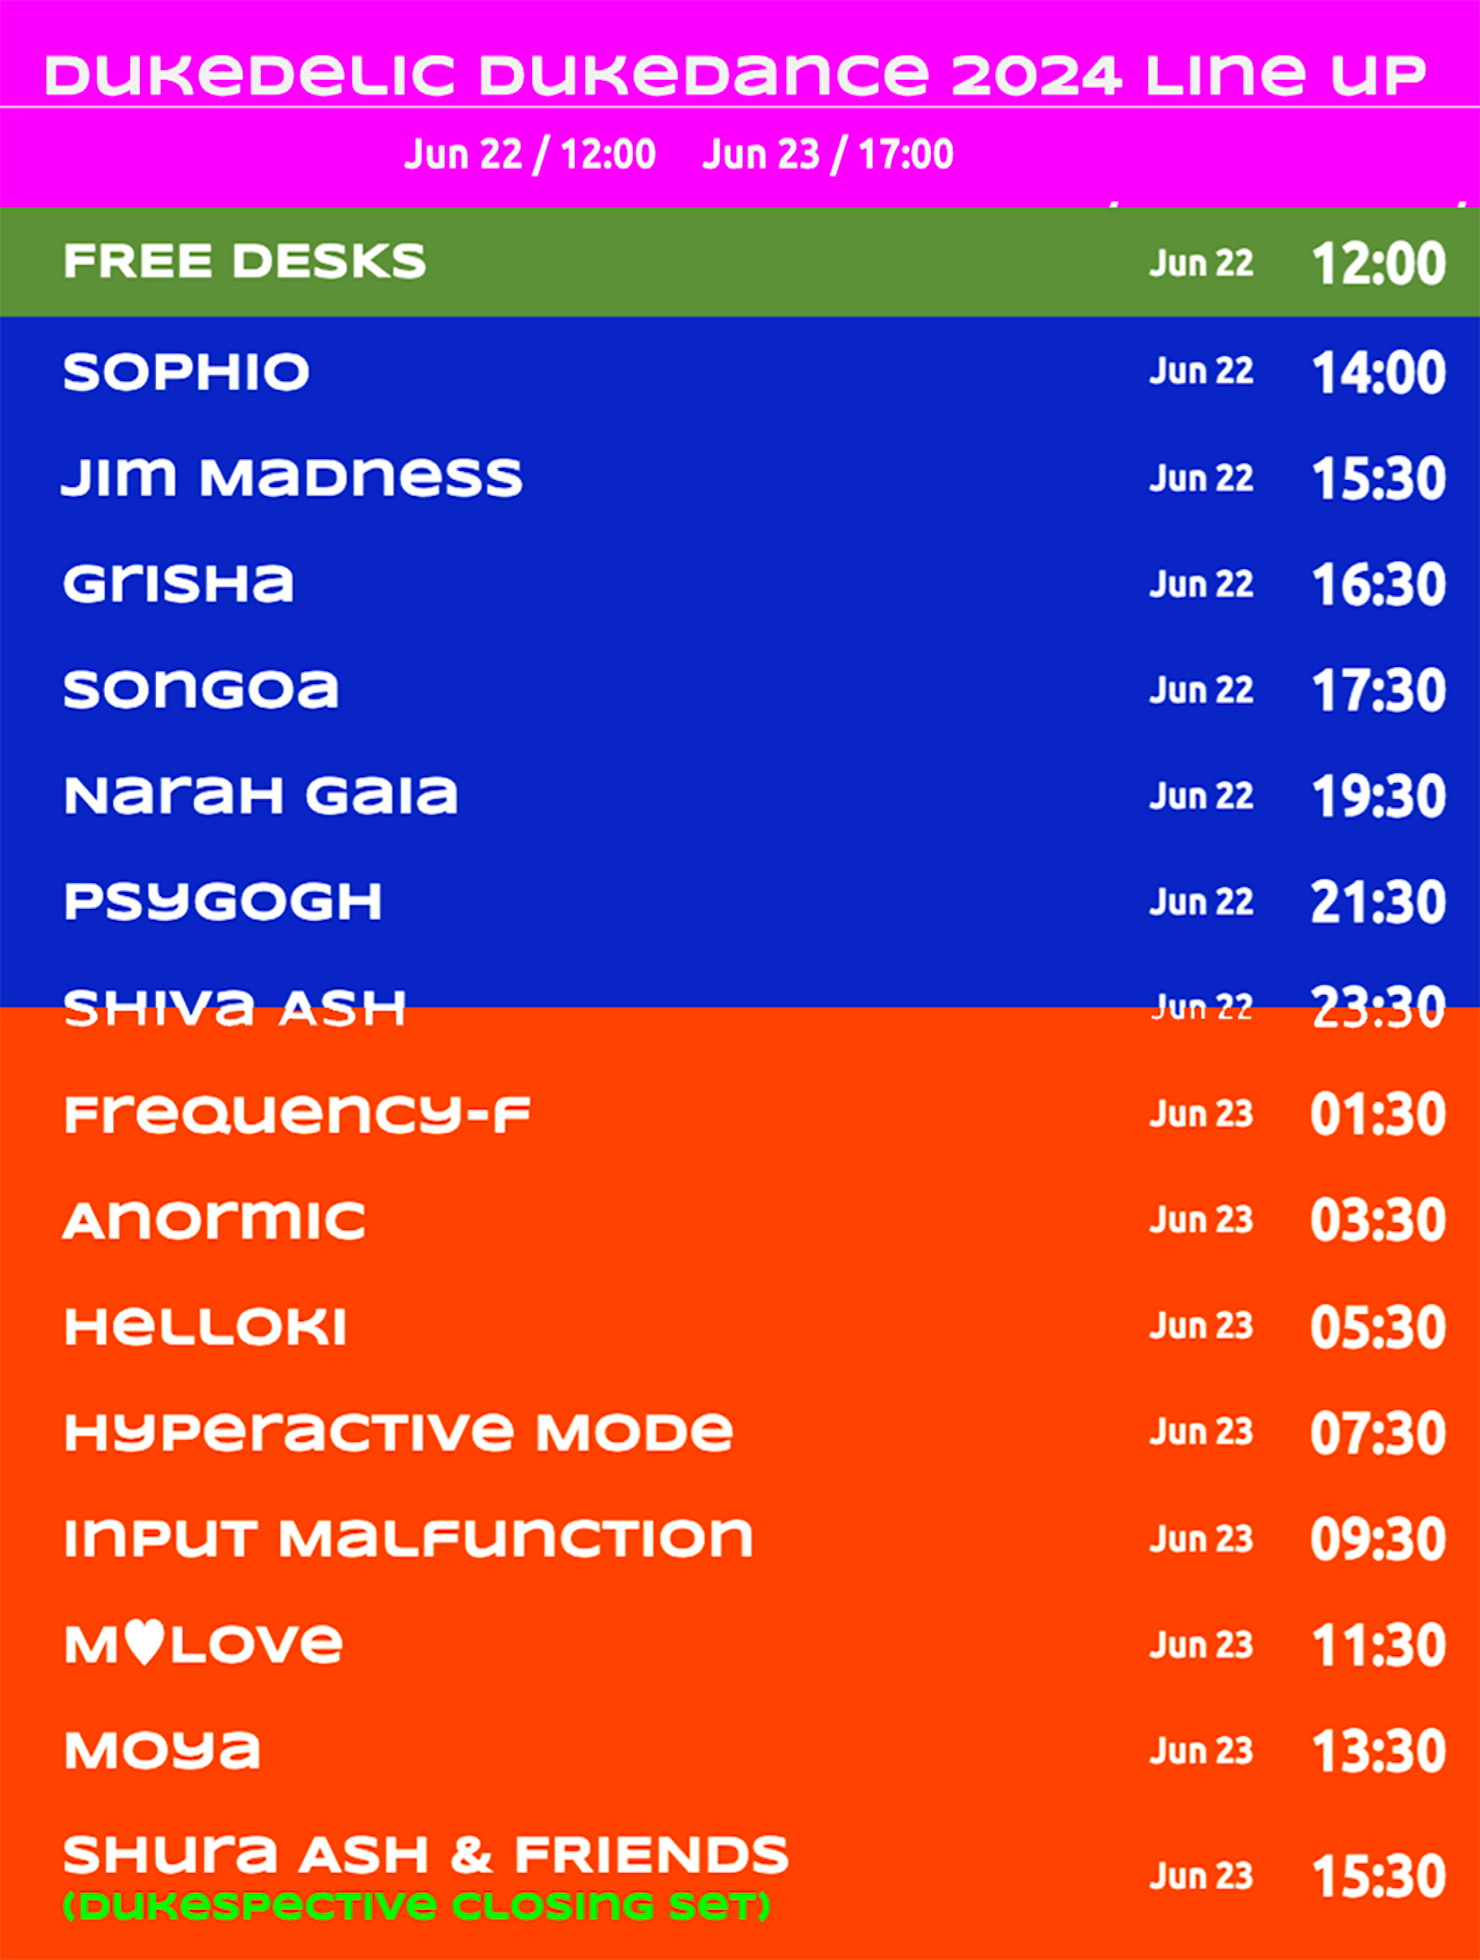 DUKEDELIC DUKEDANCE 2024 LINE UP
Jun 22 / 12:00 Jun 23 / 17:00
FREE DESKS Jun 22 12:00
SOPHIO Jun 22 14:00
JIM MADNESS Jun 22 15:30
GRISHA Jun 22 16:30
SONGOA Jun 22 17:30
NARAH GAIA Jun 22 19:30
PSYGOGH Jun 22 21:30
SHIVA ASH Jun 22 23:30
FREQUENCY-F Jun 23 01:30
ANORMIC Jun 23 03:30
HELLOKI Jun 23 05:30
HYPERACTIVE MODE Jun 23 07:30
INPUT MALFUNCTION Jun 23 09:30
M♥LOVE Jun 23 11:30
MOYA Jun 23 13:30
SHURA ASH & FRIENDS Jun 23 15:30
(DUKESPECTIVE CLOSING SET)